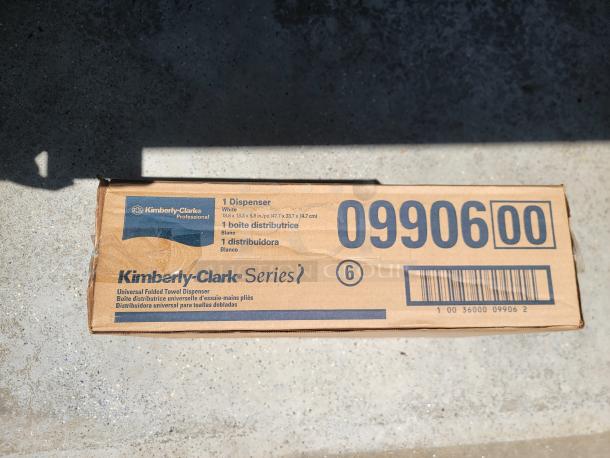 Kimberly-Clark
Professional
1 Dispenser
White
1 boîte distributrice
Blanc
1 distribuidora
Blanco
09906 00
Kimberly-Clark Series
6
Universal Folded Towel Dispenser
Boîte distributrice universelle d'essuie-mains pliés
Distribuidora universal para toallas dobladas
1 00 36000 09906 2